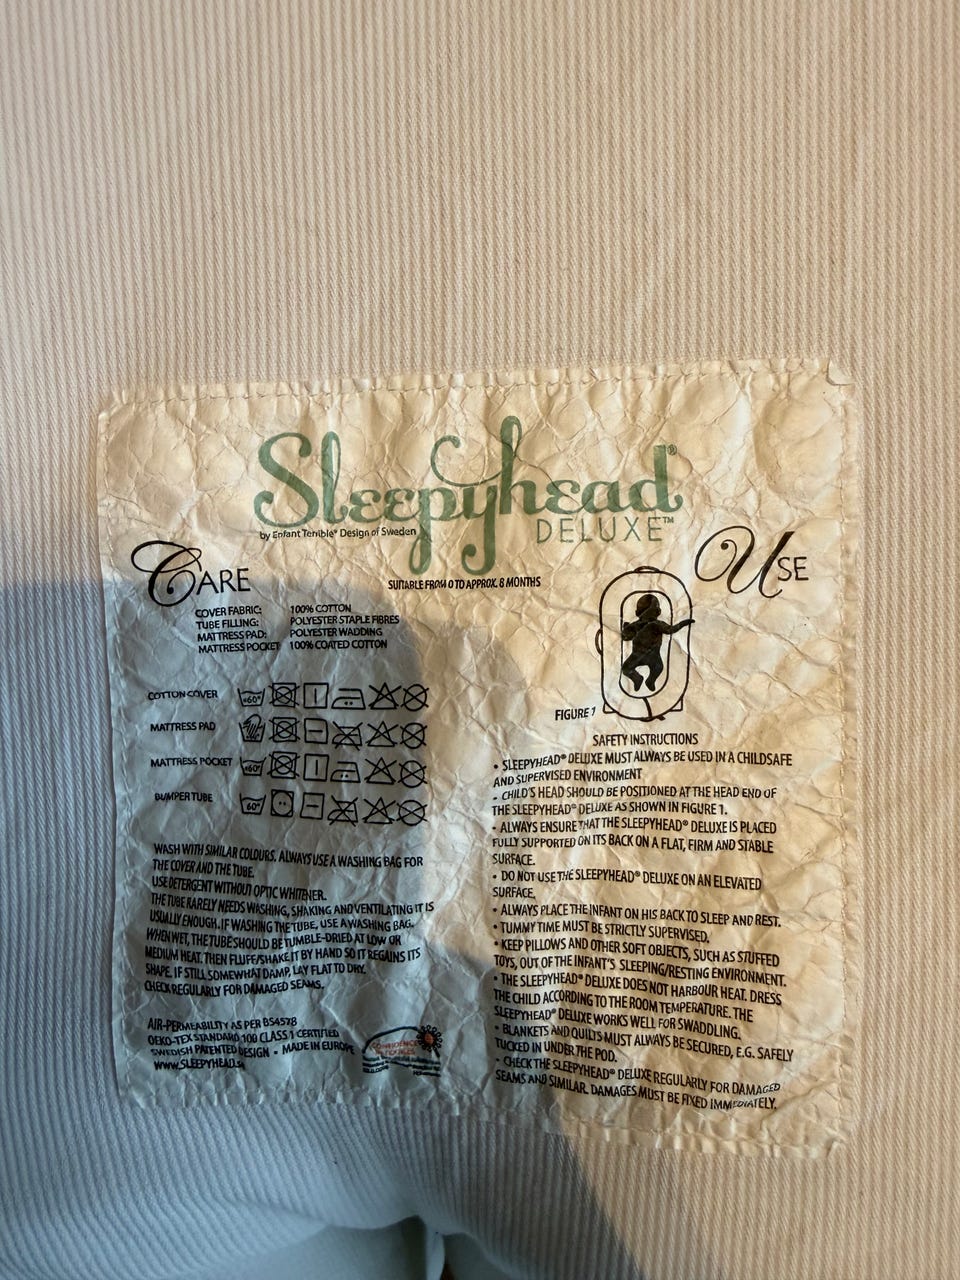 Sleepyhead®
by Enfant Terrible® Design of Sweden
DELUXE™
SUITABLE FROM 0 TO APPROX. 8 MONTHS
CARE
COVER FABRIC: 100% COTTON
TUBE FILLING: POLYESTER STAPLE FIBRES
MATTRESS PAD: POLYESTER WADDING
MATTRESS POCKET 100% COATED COTTON
COTTON COVER 60°
MATTRESS PAD
MATTRESS POCKET 60°
BUMPER TUBE 60°
WASH WITH SIMILAR COLOURS. ALWAYS USE A WASHING BAG FOR
THE COVER AND THE TUBE.
USE DETERGENT WITHOUT OPTIC WHITENER.
THE TUBE RARELY NEEDS WASHING, SHAKING AND VENTILATING IT IS
USUALLY ENOUGH. IF WASHING THE TUBE, USE A WASHING BAG.
WHEN WET, THE TUBE SHOULD BE TUMBLE-DRIED AT LOW OR
MEDIUM HEAT. THEN FLUFF/SHAKE IT BY HAND SO IT REGAINS ITS
SHAPE. IF STILL SOMEWHAT DAMP, LAY FLAT TO DRY.
CHECK REGULARLY FOR DAMAGED SEAMS.
AIR-PERMEABILITY AS PER BS4578
OEKO-TEX STANDARD 100 CLASS 1 CERTIFIED
SWEDISH PATENTED DESIGN • MADE IN EUROPE
WWW.SLEEPYHEAD.se
CONFIDENCE
IN TEXTILES
USE
FIGURE 1
SAFETY INSTRUCTIONS
• SLEEPYHEAD® DELUXE MUST ALWAYS BE USED IN A CHILDSAFE
AND SUPERVISED ENVIRONMENT
• CHILD'S HEAD SHOULD BE POSITIONED AT THE HEAD END OF
THE SLEEPYHEAD® DELUXE AS SHOWN IN FIGURE 1.
• ALWAYS ENSURE THAT THE SLEEPYHEAD® DELUXE IS PLACED
FULLY SUPPORTED ON ITS BACK ON A FLAT, FIRM AND STABLE
SURFACE.
• DO NOT USE THE SLEEPYHEAD® DELUXE ON AN ELEVATED
SURFACE.
• ALWAYS PLACE THE INFANT ON HIS BACK TO SLEEP AND REST.
• TUMMY TIME MUST BE STRICTLY SUPERVISED.
• KEEP PILLOWS AND OTHER SOFT OBJECTS, SUCH AS STUFFED
TOYS, OUT OF THE INFANT'S SLEEPING/RESTING ENVIRONMENT.
• THE SLEEPYHEAD® DELUXE DOES NOT HARBOUR HEAT. DRESS
THE CHILD ACCORDING TO THE ROOM TEMPERATURE. THE
SLEEPYHEAD® DELUXE WORKS WELL FOR SWADDLING.
• BLANKETS AND QUILTS MUST ALWAYS BE SECURED, E.G. SAFELY
TUCKED IN UNDER THE POD.
• CHECK THE SLEEPYHEAD® DELUXE REGULARLY FOR DAMAGED
SEAMS AND SIMILAR. DAMAGES MUST BE FIXED IMMEDIATELY.